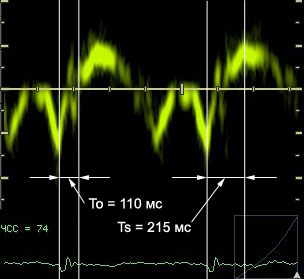 To = 110 мс
Ts = 215 мс
ЧСС = 74